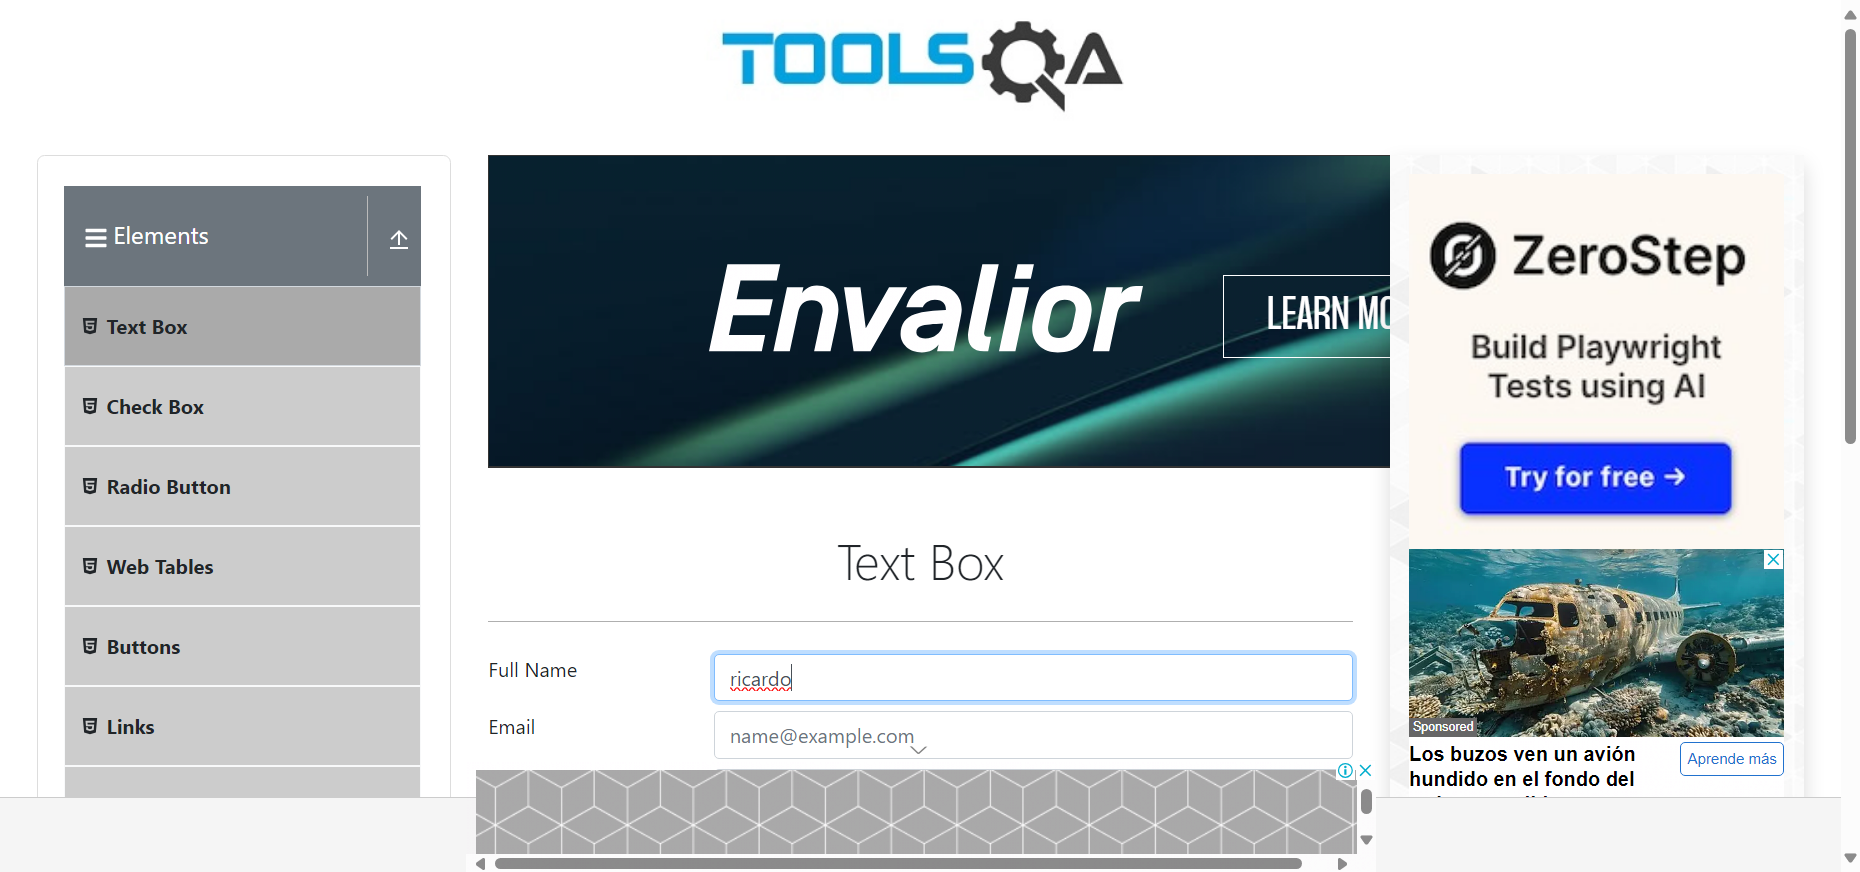 TOOLSQA
Elements
Text Box
Check Box
Radio Button
Web Tables
Buttons
Links
Envalior
LEARN MO
Text Box
Full Name
ricardo
Email
name@example.com
ZeroStep
Build Playwright
Tests using AI
Try for free →
Sponsored
Los buzos ven un avión
hundido en el fondo del
Aprende más